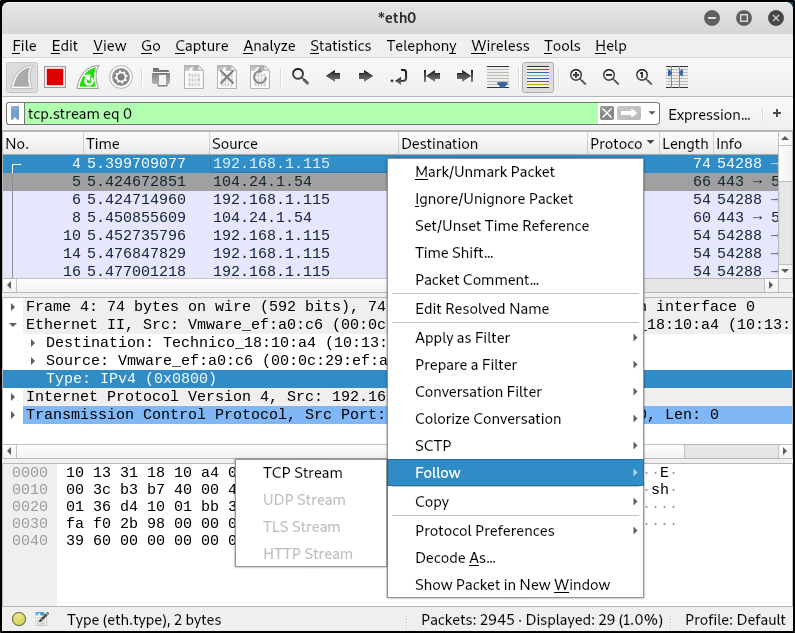 *eth0
File Edit View Go Capture Analyze Statistics Telephony Wireless Tools Help
tcp.stream eq 0 Expression... +
No. Time Source Destination Protoco Length Info
4 5.399709077 192.168.1.115 74 54288 →
5 5.424672851 104.24.1.54 66 443 → 5
6 5.424714960 192.168.1.115 54 54288 →
8 5.450855609 104.24.1.54 60 443 → 5
10 5.452735796 192.168.1.115 54 54288 →
14 5.476847829 192.168.1.115 54 54288 →
16 5.477001218 192.168.1.115 54 54288 →
Mark/Unmark Packet
Ignore/Unignore Packet
Set/Unset Time Reference
Time Shift...
Packet Comment...
Edit Resolved Name
Apply as Filter
Prepare a Filter
Conversation Filter
Colorize Conversation
SCTP
Follow
Copy
Protocol Preferences
Decode As...
Show Packet in New Window
Frame 4: 74 bytes on wire (592 bits), 74 n interface 0
Ethernet II, Src: Vmware_ef:a0:c6 (00:0c _18:10:a4 (10:13:
Destination: Technico_18:10:a4 (10:13:
Source: Vmware_ef:a0:c6 (00:0c:29:ef:a
Type: IPv4 (0x0800)
Internet Protocol Version 4, Src: 192.16
Transmission Control Protocol, Src Port: 0, Len: 0
TCP Stream
UDP Stream
TLS Stream
HTTP Stream
0000 10 13 31 18 10 a4 0 ··E·
0010 00 3c b3 b7 40 00 4 sh·
0020 01 36 d4 10 01 bb 3 ····
0030 fa f0 2b 98 00 00 0 ····
0040 39 60 00 00 00 00 0
Type (eth.type), 2 bytes Packets: 2945 · Displayed: 29 (1.0%) Profile: Default